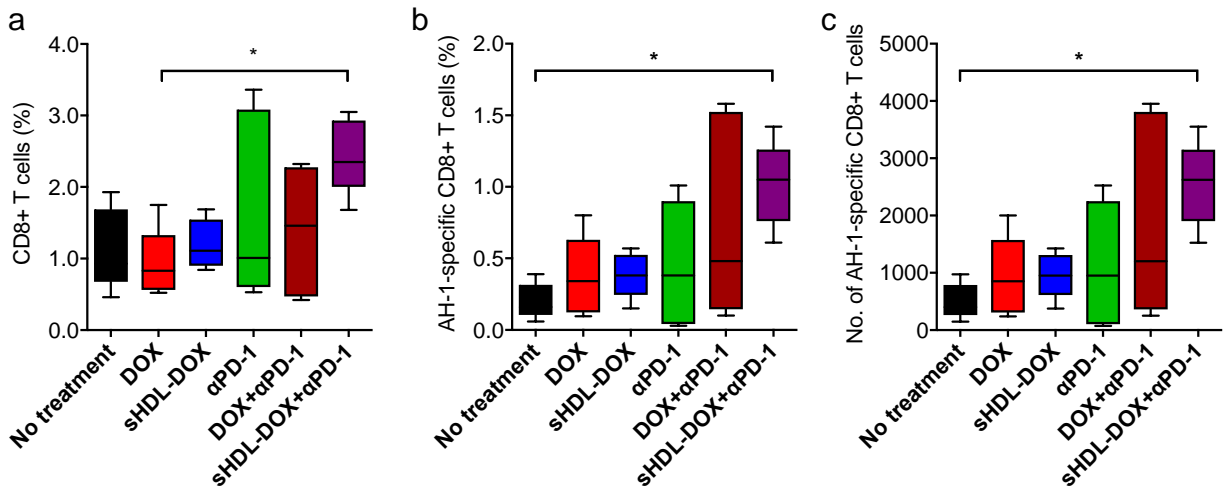 a
CD8+ T cells (%)
4.0
3.0
2.0
1.0
0.0
*
No treatment
DOX
sHDL-DOX
αPD-1
DOX+αPD-1
sHDL-DOX+αPD-1
b
AH-1-specific CD8+ T cells (%)
2.0
1.5
1.0
0.5
0.0
*
No treatment
DOX
sHDL-DOX
αPD-1
DOX+αPD-1
sHDL-DOX+αPD-1
c
No. of AH-1-specific CD8+ T cells
5000
4000
3000
2000
1000
0
*
No treatment
DOX
sHDL-DOX
αPD-1
DOX+αPD-1
sHDL-DOX+αPD-1